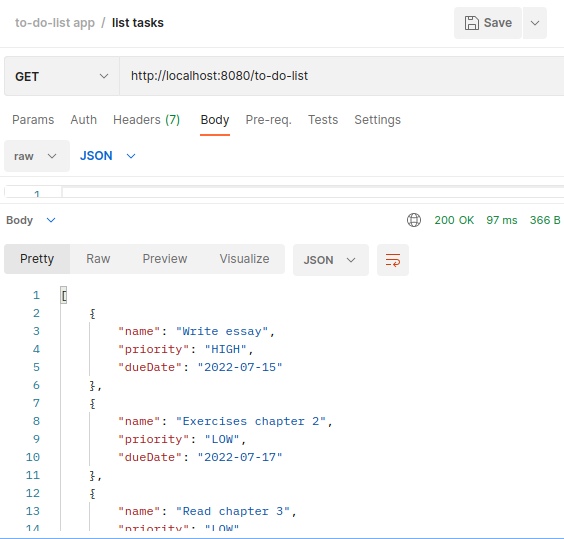 to-do-list app / list tasks
Save
GET
http://localhost:8080/to-do-list
Params Auth Headers (7) Body Pre-req. Tests Settings
raw JSON
1
Body 200 OK 97 ms 366 B
Pretty Raw Preview Visualize JSON
1 [
2 {
3 "name": "Write essay",
4 "priority": "HIGH",
5 "dueDate": "2022-07-15"
6 },
7 {
8 "name": "Exercises chapter 2",
9 "priority": "LOW",
10 "dueDate": "2022-07-17"
11 },
12 {
13 "name": "Read chapter 3",
14 "priority": "LOW"